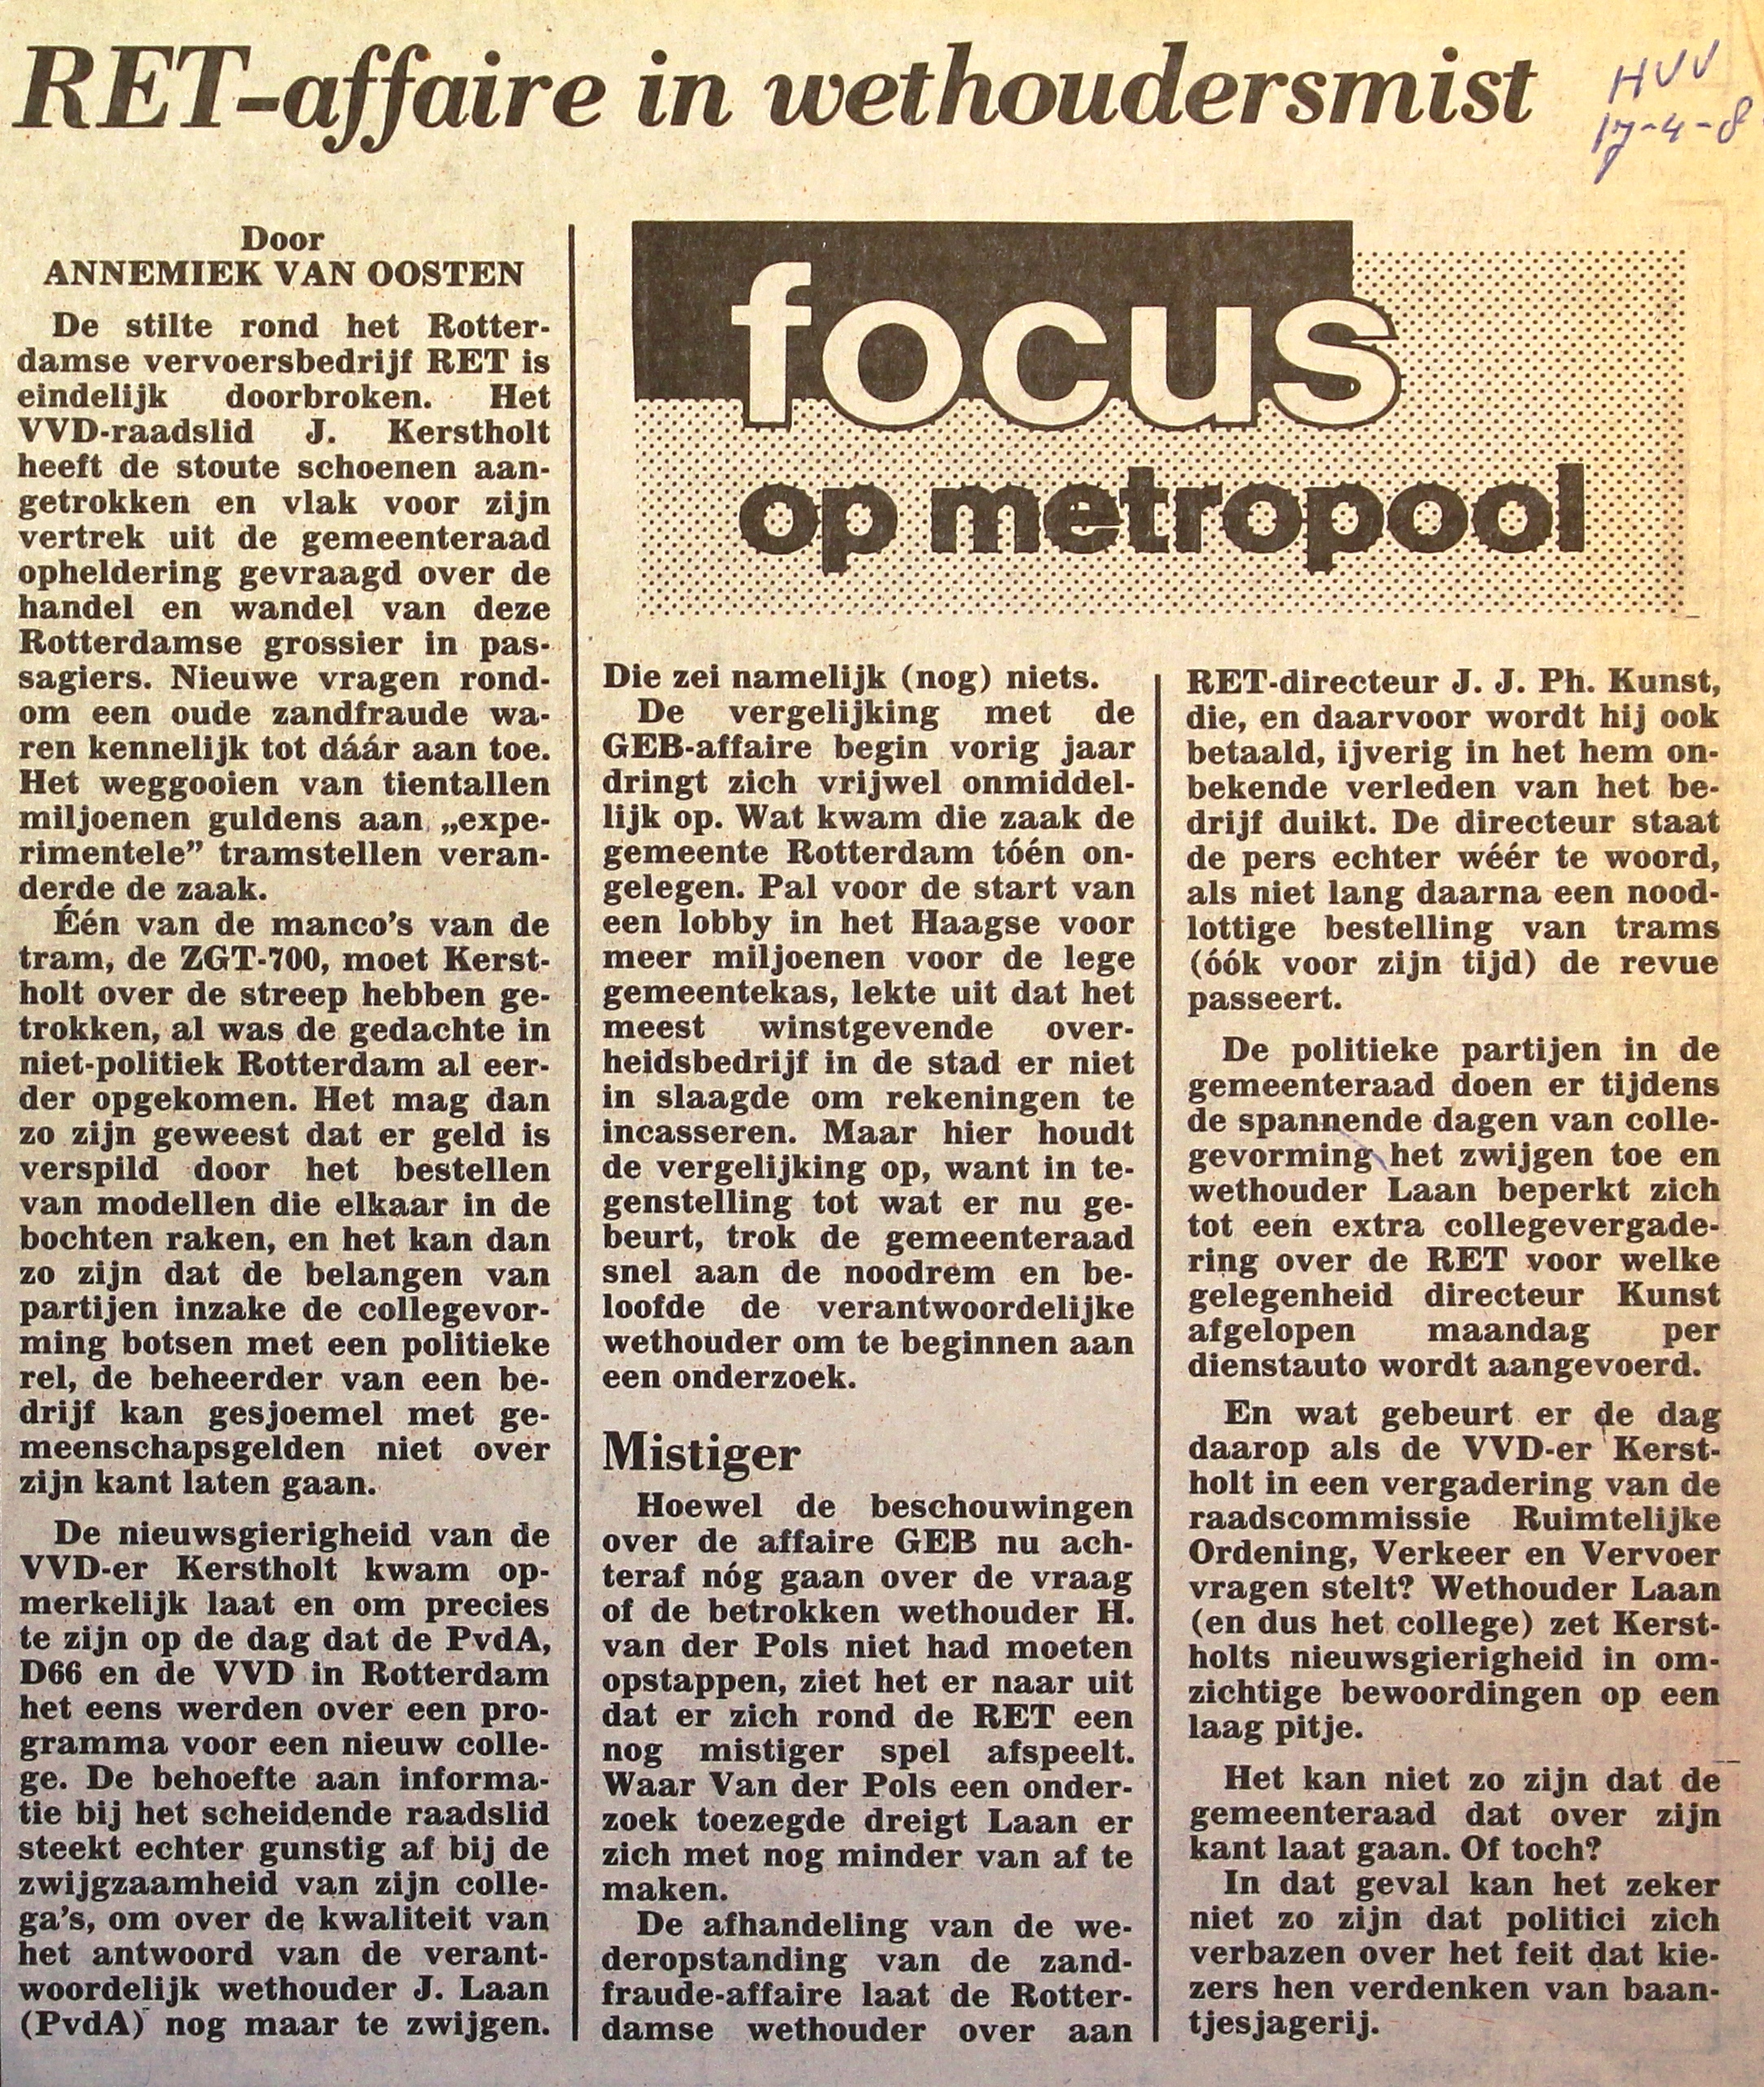 RET-affaire in wethoudersmist
HVV
17-4-8
Door
ANNEMIEK VAN OOSTEN
De stilte rond het Rotter-
damse vervoersbedrijf RET is
eindelijk doorbroken. Het
VVD-raadslid J. Kerstholt
heeft de stoute schoenen aan-
getrokken en vlak voor zijn
vertrek uit de gemeenteraad
opheldering gevraagd over de
handel en wandel van deze
Rotterdamse grossier in pas-
sagiers. Nieuwe vragen rond-
om een oude zandfraude wa-
ren kennelijk tot dáár aan toe.
Het weggooien van tientallen
miljoenen guldens aan „expe-
rimentele” tramstellen veran-
derde de zaak.
Één van de manco's van de
tram, de ZGT-700, moet Kerst-
holt over de streep hebben ge-
trokken, al was de gedachte in
niet-politiek Rotterdam al eer-
der opgekomen. Het mag dan
zo zijn geweest dat er geld is
verspild door het bestellen
van modellen die elkaar in de
bochten raken, en het kan dan
zo zijn dat de belangen van
partijen inzake de collegevor-
ming botsen met een politieke
rel, de beheerder van een be-
drijf kan gesjoemel met ge-
meenschapsgelden niet over
zijn kant laten gaan.
De nieuwsgierigheid van de
VVD-er Kerstholt kwam op-
merkelijk laat en om precies
te zijn op de dag dat de PvdA,
D66 en de VVD in Rotterdam
het eens werden over een pro-
gramma voor een nieuw colle-
ge. De behoefte aan informa-
tie bij het scheidende raadslid
steekt echter gunstig af bij de
zwijgzaamheid van zijn colle-
ga's, om over de kwaliteit van
het antwoord van de verant-
woordelijk wethouder J. Laan
(PvdA) nog maar te zwijgen.
focus
op metropool
Die zei namelijk (nog) niets.
De vergelijking met de
GEB-affaire begin vorig jaar
dringt zich vrijwel onmiddel-
lijk op. Wat kwam die zaak de
gemeente Rotterdam tóén on-
gelegen. Pal voor de start van
een lobby in het Haagse voor
meer miljoenen voor de lege
gemeentekas, lekte uit dat het
meest winstgevende over-
heidsbedrijf in de stad er niet
in slaagde om rekeningen te
incasseren. Maar hier houdt
de vergelijking op, want in te-
genstelling tot wat er nu ge-
beurt, trok de gemeenteraad
snel aan de noodrem en be-
loofde de verantwoordelijke
wethouder om te beginnen aan
een onderzoek.
Mistiger
Hoewel de beschouwingen
over de affaire GEB nu ach-
teraf nóg gaan over de vraag
of de betrokken wethouder H.
van der Pols niet had moeten
opstappen, ziet het er naar uit
dat er zich rond de RET een
nog mistiger spel afspeelt.
Waar Van der Pols een onder-
zoek toezegde dreigt Laan er
zich met nog minder van af te
maken.
De afhandeling van de we-
deropstanding van de zand-
fraude-affaire laat de Rotter-
damse wethouder over aan
RET-directeur J. J. Ph. Kunst,
die, en daarvoor wordt hij ook
betaald, ijverig in het hem on-
bekende verleden van het be-
drijf duikt. De directeur staat
de pers echter wéér te woord,
als niet lang daarna een nood-
lottige bestelling van trams
(óók voor zijn tijd) de revue
passeert.
De politieke partijen in de
gemeenteraad doen er tijdens
de spannende dagen van colle-
gevorming het zwijgen toe en
wethouder Laan beperkt zich
tot een extra collegevergade-
ring over de RET voor welke
gelegenheid directeur Kunst
afgelopen maandag per
dienstauto wordt aangevoerd.
En wat gebeurt er de dag
daarop als de VVD-er Kerst-
holt in een vergadering van de
raadscommissie Ruimtelijke
Ordening, Verkeer en Vervoer
vragen stelt? Wethouder Laan
(en dus het college) zet Kerst-
holts nieuwsgierigheid in om-
zichtige bewoordingen op een
laag pitje.
Het kan niet zo zijn dat de
gemeenteraad dat over zijn
kant laat gaan. Of toch?
In dat geval kan het zeker
niet zo zijn dat politici zich
verbazen over het feit dat kie-
zers hen verdenken van baan-
tjesjagerij.